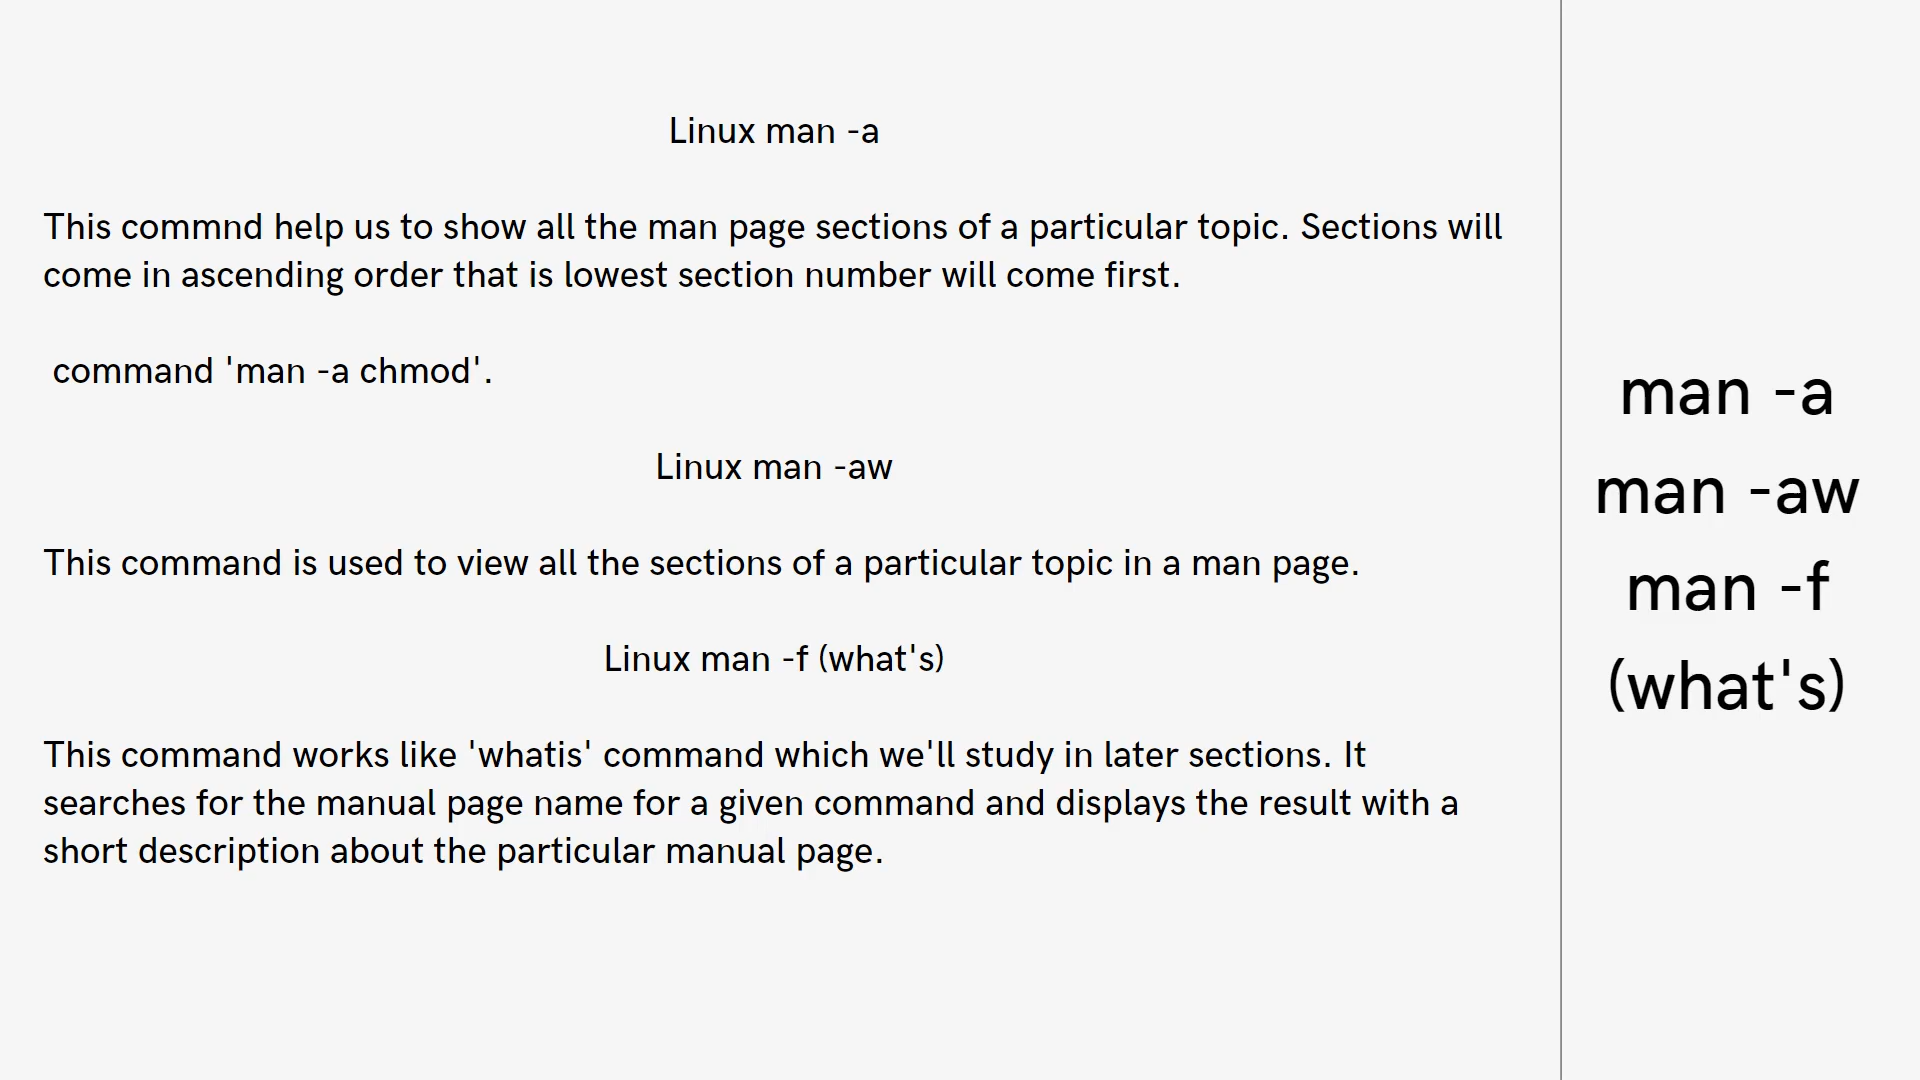 Linux man -a
This commnd help us to show all the man page sections of a particular topic. Sections will
come in ascending order that is lowest section number will come first.
command 'man -a chmod'.
Linux man -aw
This command is used to view all the sections of a particular topic in a man page.
Linux man -f (what's)
This command works like 'whatis' command which we'll study in later sections. It
searches for the manual page name for a given command and displays the result with a
short description about the particular manual page.
man -a
man -aw
man -f
(what's)